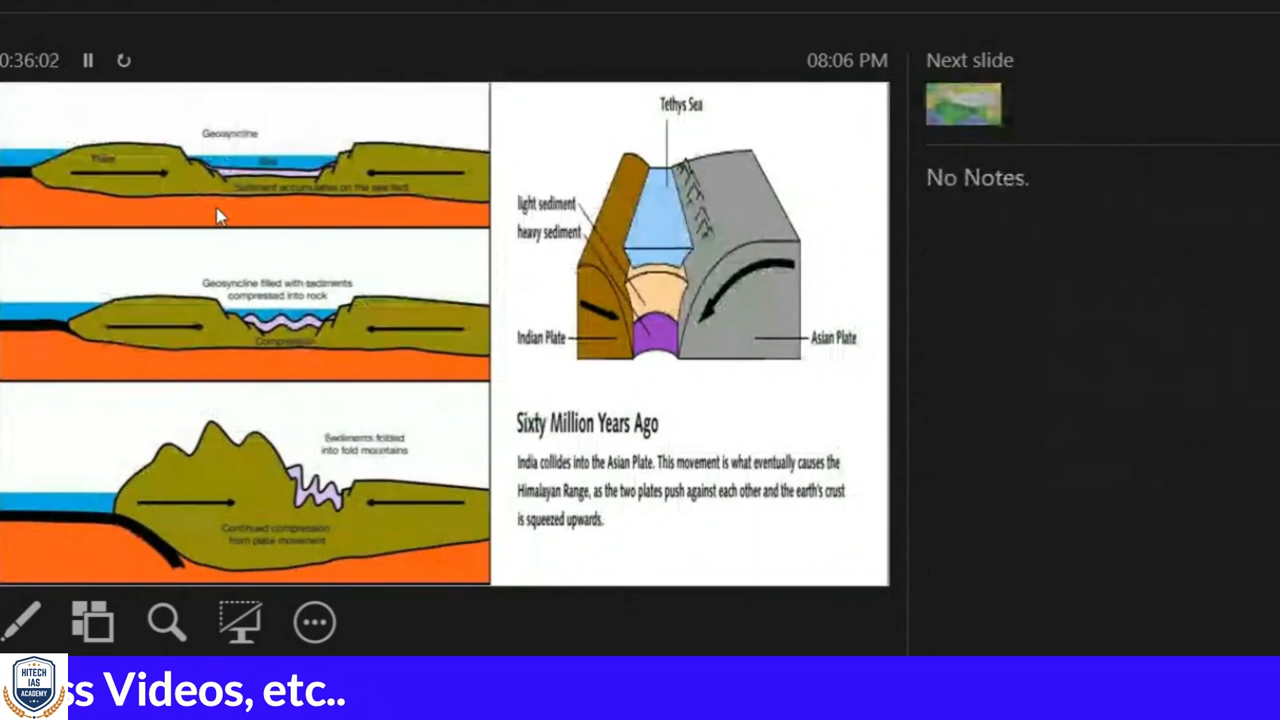 0:36:02
08:06 PM
Next slide
No Notes.
Geosyncline
Plate
Sea
Sediment accumulates on the sea bed
Geosyncline filled with sediments
compressed into rock
Compression
Sediments folded
into fold mountains
Continued compression
from plate movement
Tethys Sea
light sediment
heavy sediment
Indian Plate
Asian Plate
Sixty Million Years Ago
India collides into the Asian Plate. This movement is what eventually causes the
Himalayan Range, as the two plates push against each other and the earth's crust
is squeezed upwards.
HITECH
IAS
ACADEMY
ss Videos, etc..